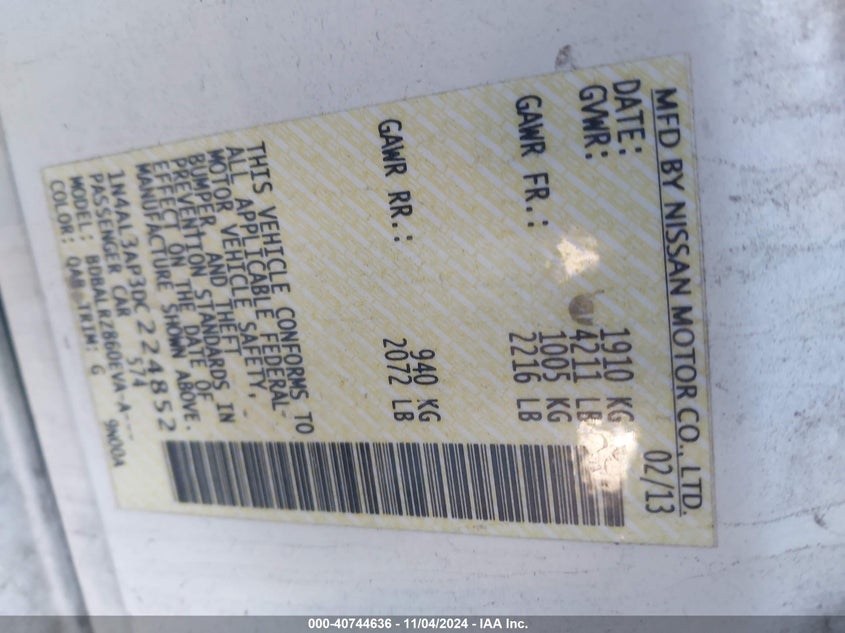 MFD BY NISSAN MOTOR CO., LTD.
DATE: 02/13
GVWR: 1910 KG
4211 LB
GAWR FR.: 1005 KG
2216 LB
GAWR RR.: 940 KG
2072 LB
THIS VEHICLE CONFORMS TO
ALL APPLICABLE FEDERAL
MOTOR VEHICLE SAFETY,
BUMPER, AND THEFT
PREVENTION STANDARDS IN
EFFECT ON THE DATE OF
MANUFACTURE SHOWN ABOVE.
1N4AL3AP3DC224852
PASSENGER CAR 574
MODEL: BDBALRZ860EVA-A--- 9N00A
COLOR: QAB TRIM: G
000-40744636 - 11/04/2024 - IAA Inc.